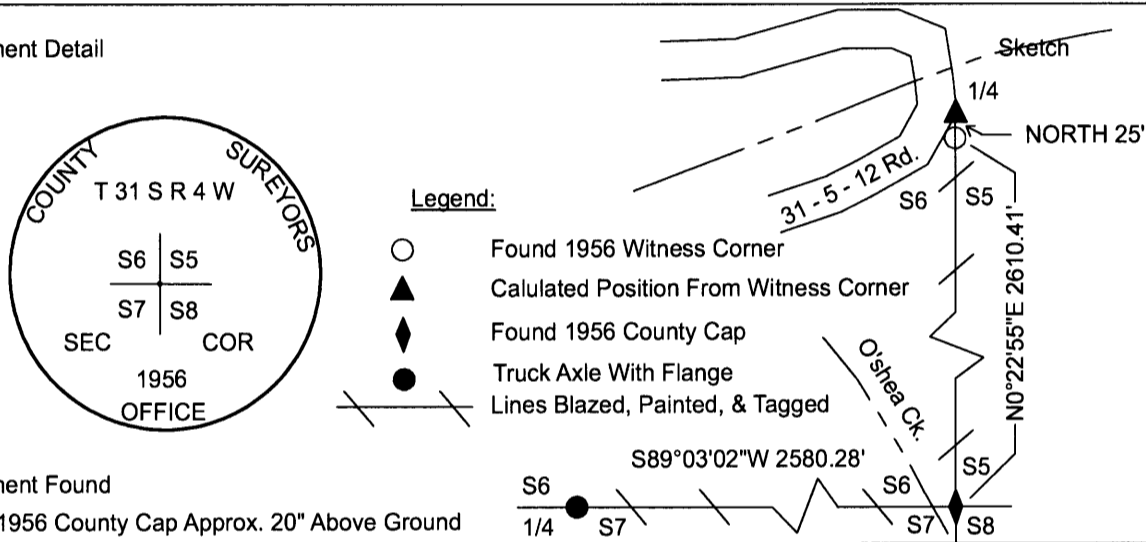 nent Detail
COUNTY SUREYORS
T 31 S R 4 W
S6 S5
S7 S8
SEC COR
1956
OFFICE
Legend:
Found 1956 Witness Corner
Calulated Position From Witness Corner
Found 1956 County Cap
Truck Axle With Flange
Lines Blazed, Painted, & Tagged
Sketch
1/4
NORTH 25'
31 - 5 - 12 Rd.
S6 S5
N0°22'55"E 2610.41'
O'shea Ck.
S89°03'02"W 2580.28'
S5
S6 S6
1/4 S7 S7 S8
nent Found
1956 County Cap Approx. 20" Above Ground